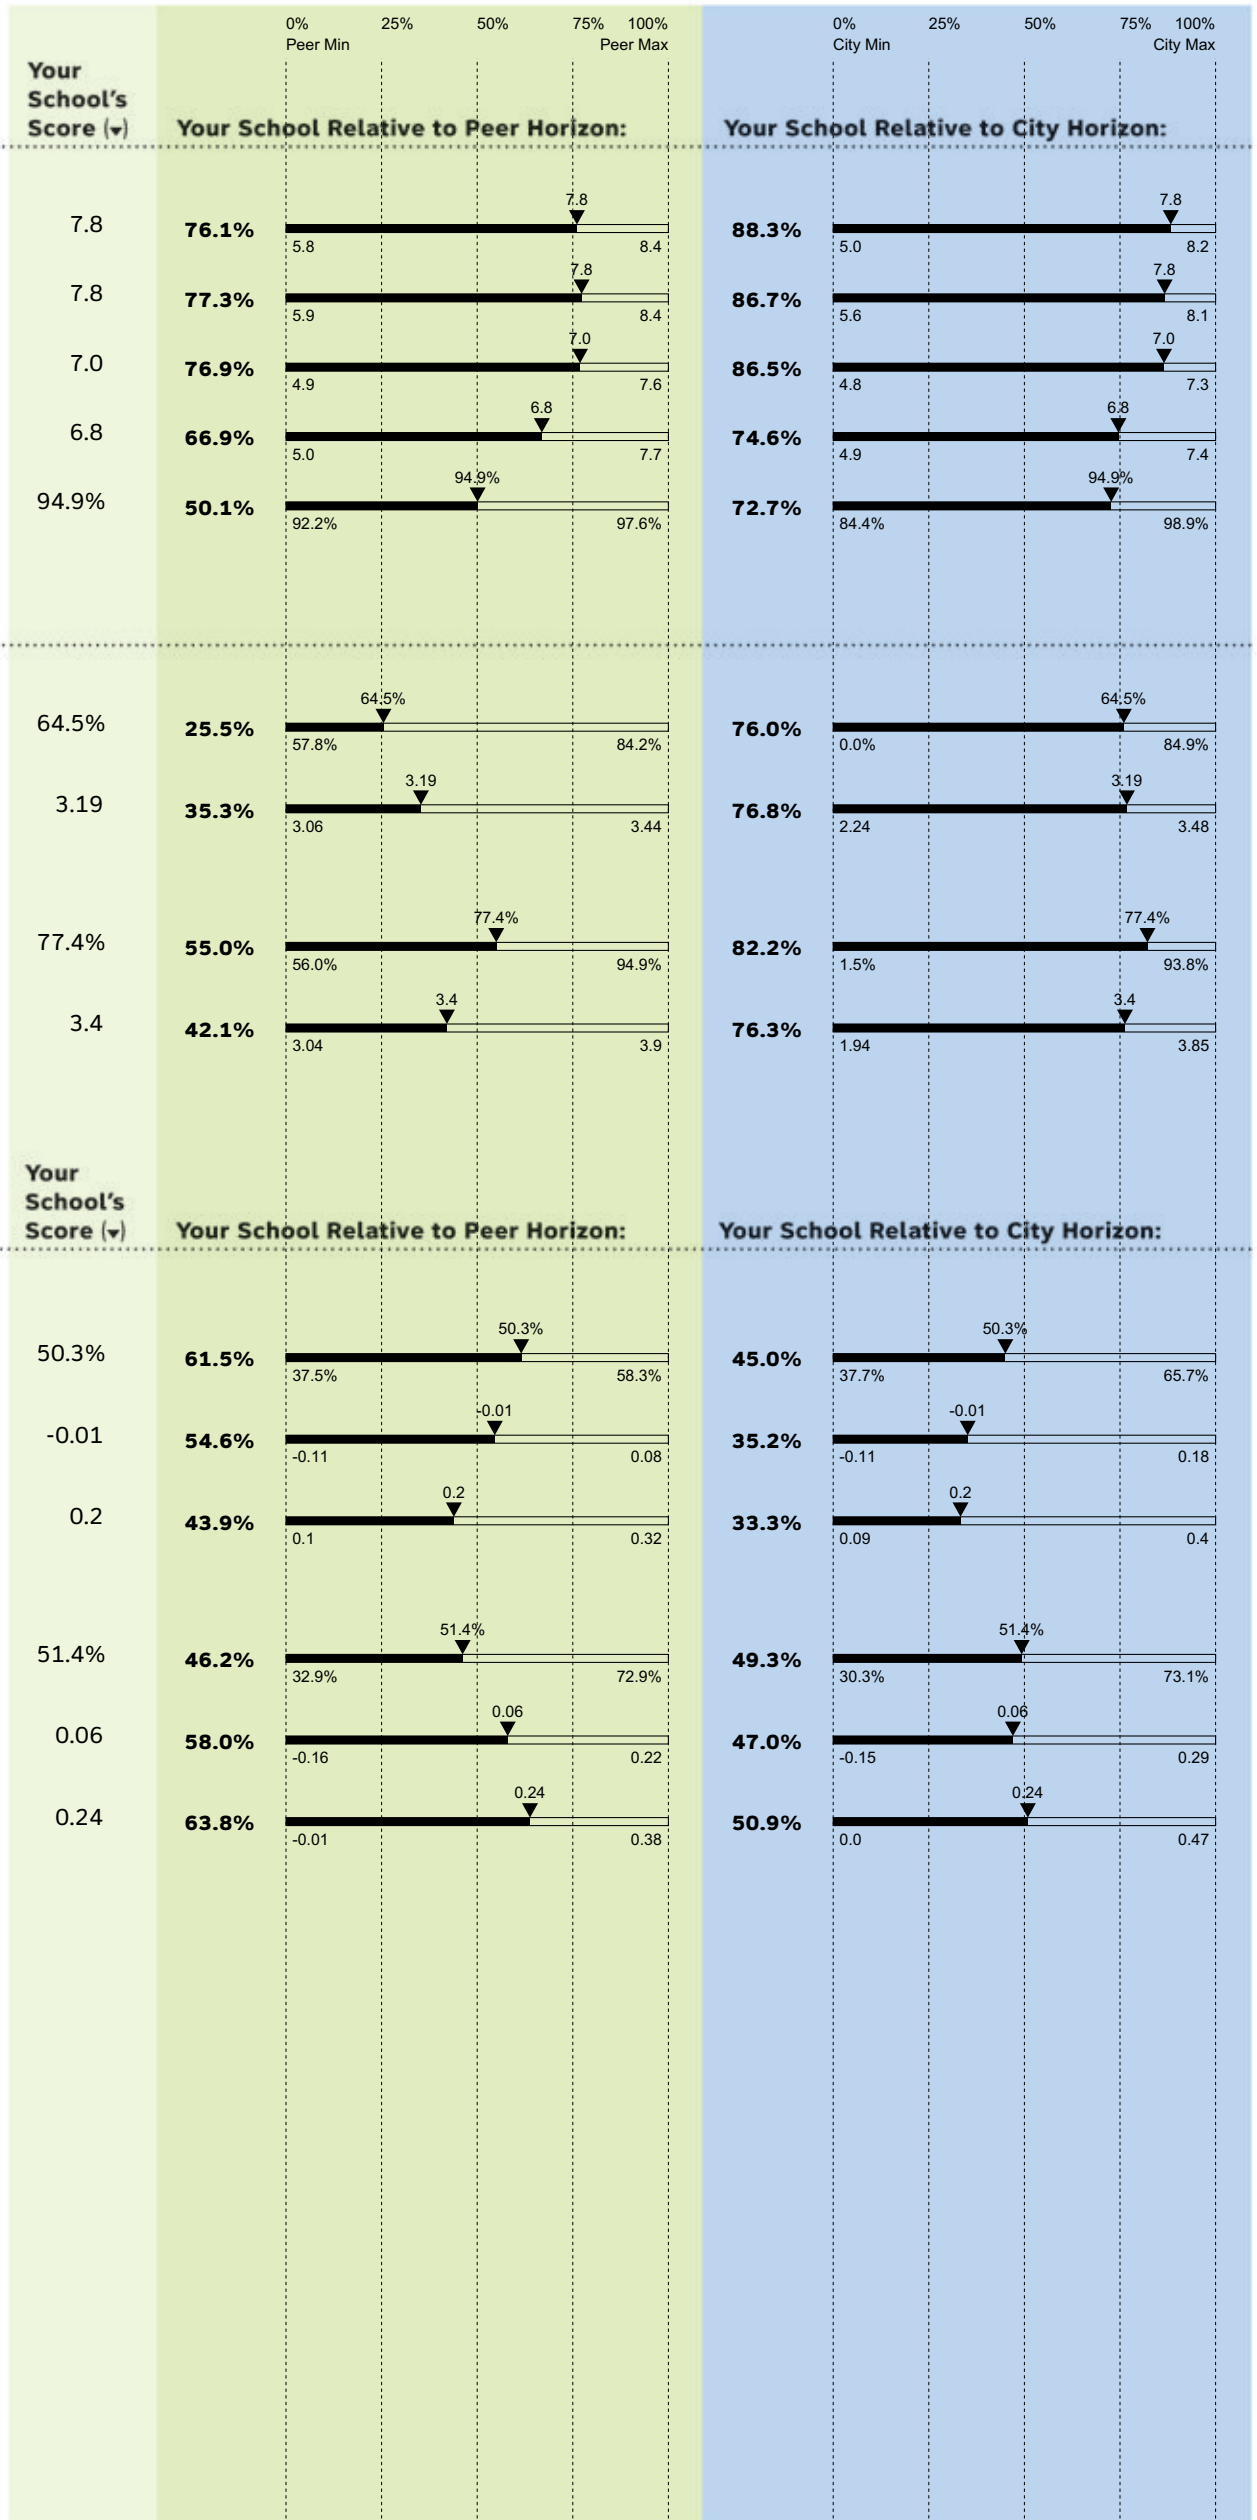 0% 25% 50% 75% 100% 0% 25% 50% 75% 100%
Peer Min Peer Max City Min City Max
Your
School's
Score (▼) Your School Relative to Peer Horizon: Your School Relative to City Horizon:
7.8 7.8
7.8 76.1% 88.3%
5.8 8.4 5.0 8.2
7.8 7.8
7.8 77.3% 86.7%
5.9 8.4 5.6 8.1
7.0 7.0
7.0 76.9% 86.5%
4.9 7.6 4.8 7.3
6.8 6.8
6.8 66.9% 74.6%
5.0 7.7 4.9 7.4
94.9% 94.9%
94.9% 50.1% 72.7%
92.2% 97.6% 84.4% 98.9%
64.5% 64.5%
64.5% 25.5% 76.0%
57.8% 84.2% 0.0% 84.9%
3.19 3.19
3.19 35.3% 76.8%
3.06 3.44 2.24 3.48
77.4% 77.4%
77.4% 55.0% 82.2%
56.0% 94.9% 1.5% 93.8%
3.4 3.4
3.4 42.1% 76.3%
3.04 3.9 1.94 3.85
Your
School's
Score (▼) Your School Relative to Peer Horizon: Your School Relative to City Horizon:
50.3% 50.3%
50.3% 61.5% 45.0%
37.5% 58.3% 37.7% 65.7%
-0.01 -0.01
-0.01 54.6% 35.2%
-0.11 0.08 -0.11 0.18
0.2 0.2
0.2 43.9% 33.3%
0.1 0.32 0.09 0.4
51.4% 51.4%
51.4% 46.2% 49.3%
32.9% 72.9% 30.3% 73.1%
0.06 0.06
0.06 58.0% 47.0%
-0.16 0.22 -0.15 0.29
0.24 0.24
0.24 63.8% 50.9%
-0.01 0.38 0.0 0.47